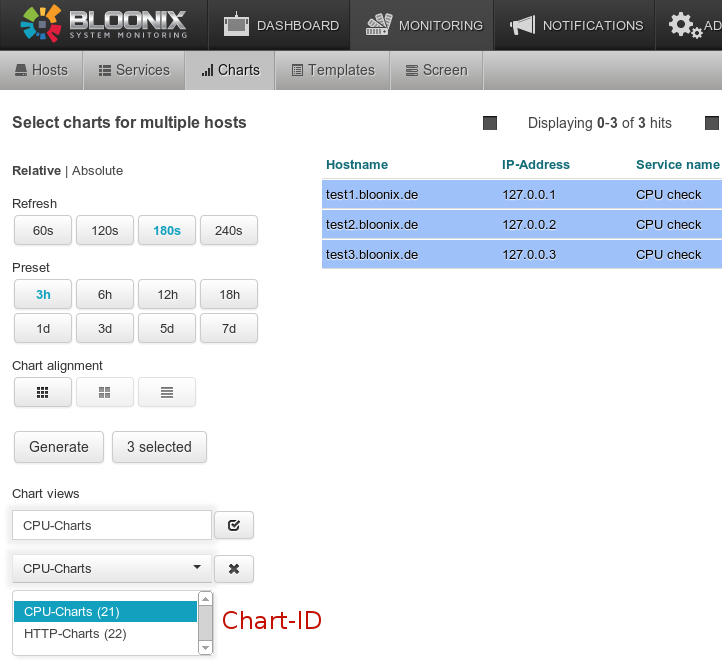 BLOONIX
SYSTEM MONITORING
DASHBOARD
MONITORING
NOTIFICATIONS
AD
Hosts
Services
Charts
Templates
Screen
Select charts for multiple hosts
Displaying 0-3 of 3 hits
Relative | Absolute
Hostname IP-Address Service name
test1.bloonix.de 127.0.0.1 CPU check
test2.bloonix.de 127.0.0.2 CPU check
test3.bloonix.de 127.0.0.3 CPU check
Refresh
60s 120s 180s 240s
Preset
3h 6h 12h 18h
1d 3d 5d 7d
Chart alignment
Generate 3 selected
Chart views
CPU-Charts
CPU-Charts
CPU-Charts (21)
HTTP-Charts (22)
Chart-ID